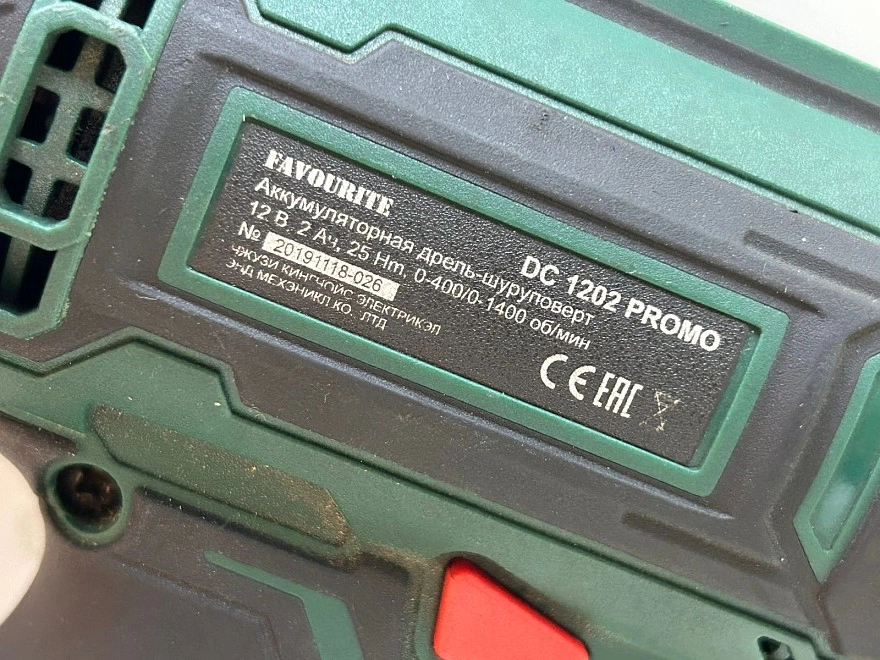 FAVOURITE
DC 1202 PROMO
Аккумуляторная дрель-шуруповерт
12 В, 2 Ач, 25 Hm, 0-400/0-1400 об/мин
№ 20191118-026
ЧЖУЗИ КИНГЧОЙС ЭЛЕКТРИКЭЛ
ЭНД МЕХЭНИКЛ.КО. ЛТД
CE EAC